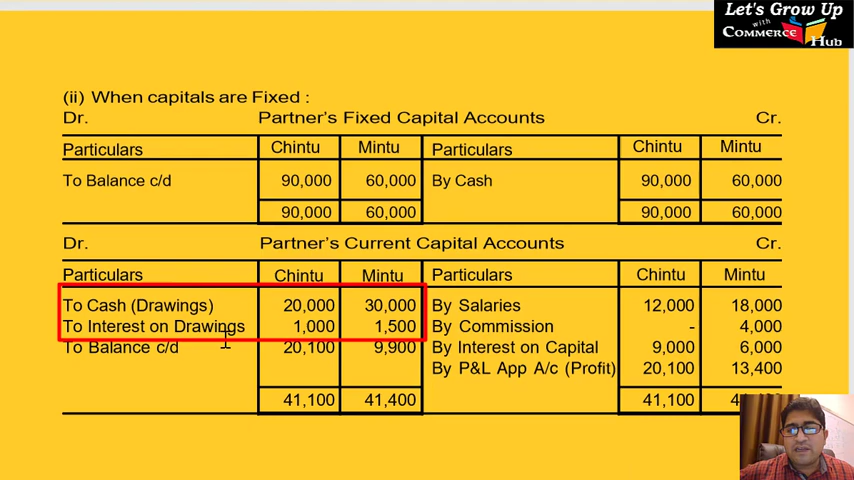 Let's Grow Up
with
COMMERCE
Hub
(ii) When capitals are Fixed :
Dr. Partner's Fixed Capital Accounts Cr.
Particulars Chintu Mintu Particulars Chintu Mintu
To Balance c/d 90,000 60,000 By Cash 90,000 60,000
90,000 60,000 90,000 60,000
Dr. Partner's Current Capital Accounts Cr.
Particulars Chintu Mintu Particulars Chintu Mintu
To Cash (Drawings) 20,000 30,000 By Salaries 12,000 18,000
To Interest on Drawings 1,000 1,500 By Commission - 4,000
To Balance c/d 20,100 9,900 By Interest on Capital 9,000 6,000
By P&L App A/c (Profit) 20,100 13,400
41,100 41,400 41,100